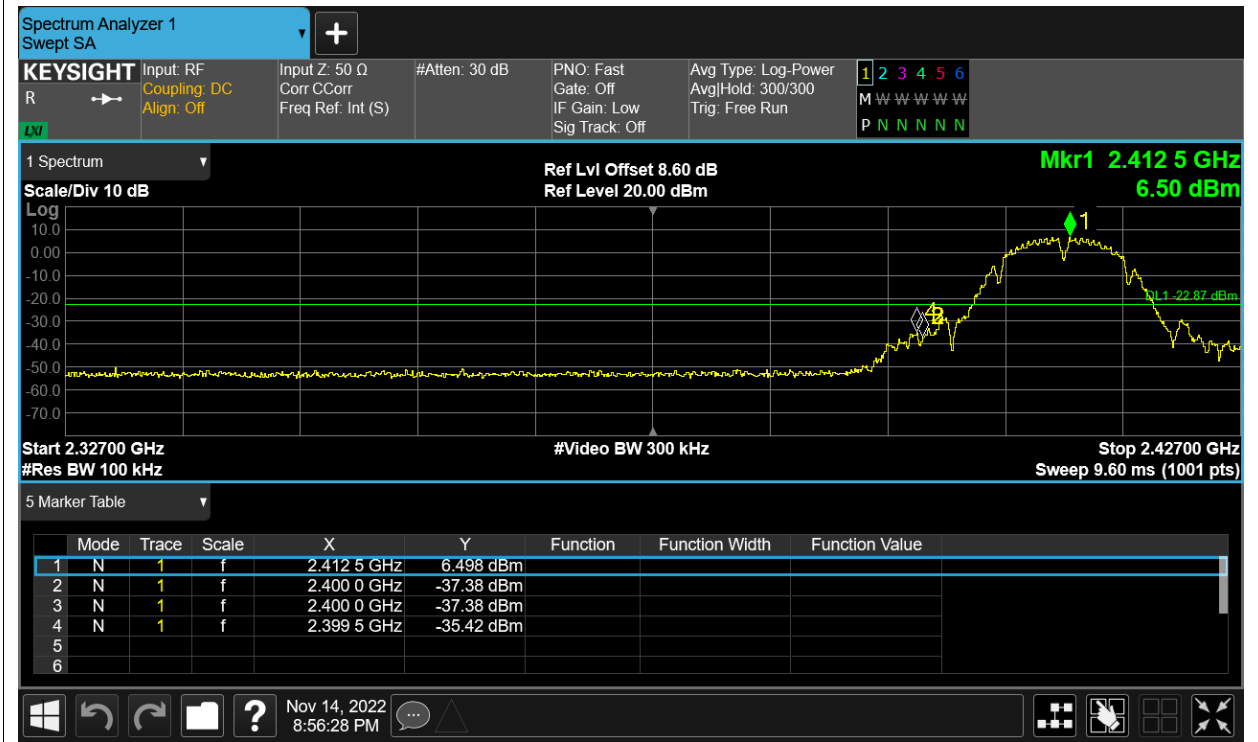 Spectrum Analyzer 1
Swept SA
+
KEYSIGHT Input: RF Input Z: 50 Ω #Atten: 30 dB PNO: Fast Avg Type: Log-Power 1 2 3 4 5 6
R Coupling: DC Corr CCorr Gate: Off Avg|Hold: 300/300 M W W W W W
Align: Off Freq Ref: Int (S) IF Gain: Low Trig: Free Run
LXI Sig Track: Off P N N N N N N
1 Spectrum
Ref Lvl Offset 8.60 dB Mkr1 2.412 5 GHz
Scale/Div 10 dB Ref Level 20.00 dBm 6.50 dBm
Log
1
10.0
0.00
-10.0
-20.0
DL1 -22.87 dBm
-30.0
-40.0
-50.0
-60.0
-70.0
Start 2.32700 GHz #Video BW 300 kHz Stop 2.42700 GHz
#Res BW 100 kHz Sweep 9.60 ms (1001 pts)
5 Marker Table
Mode Trace Scale X Y Function Function Width Function Value
1 N 1 f 2.412 5 GHz 6.498 dBm
2 N 1 f 2.400 0 GHz -37.38 dBm
3 N 1 f 2.400 0 GHz -37.38 dBm
4 N 1 f 2.399 5 GHz -35.42 dBm
5
6
? Nov 14, 2022
8:56:28 PM